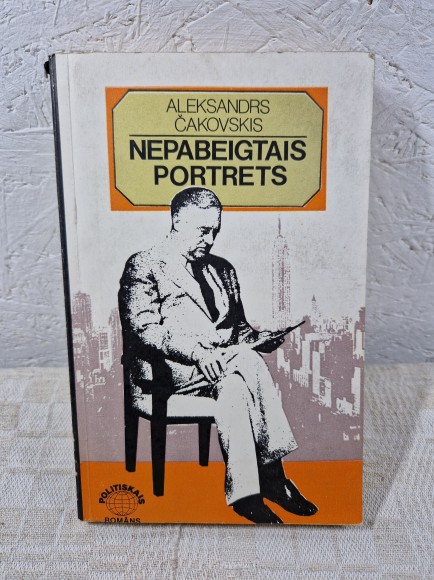 ALEKSANDRS
ČAKOVSKIS
NEPABEIGTAIS
PORTRETS
POLITISKAIS
ROMĀNS